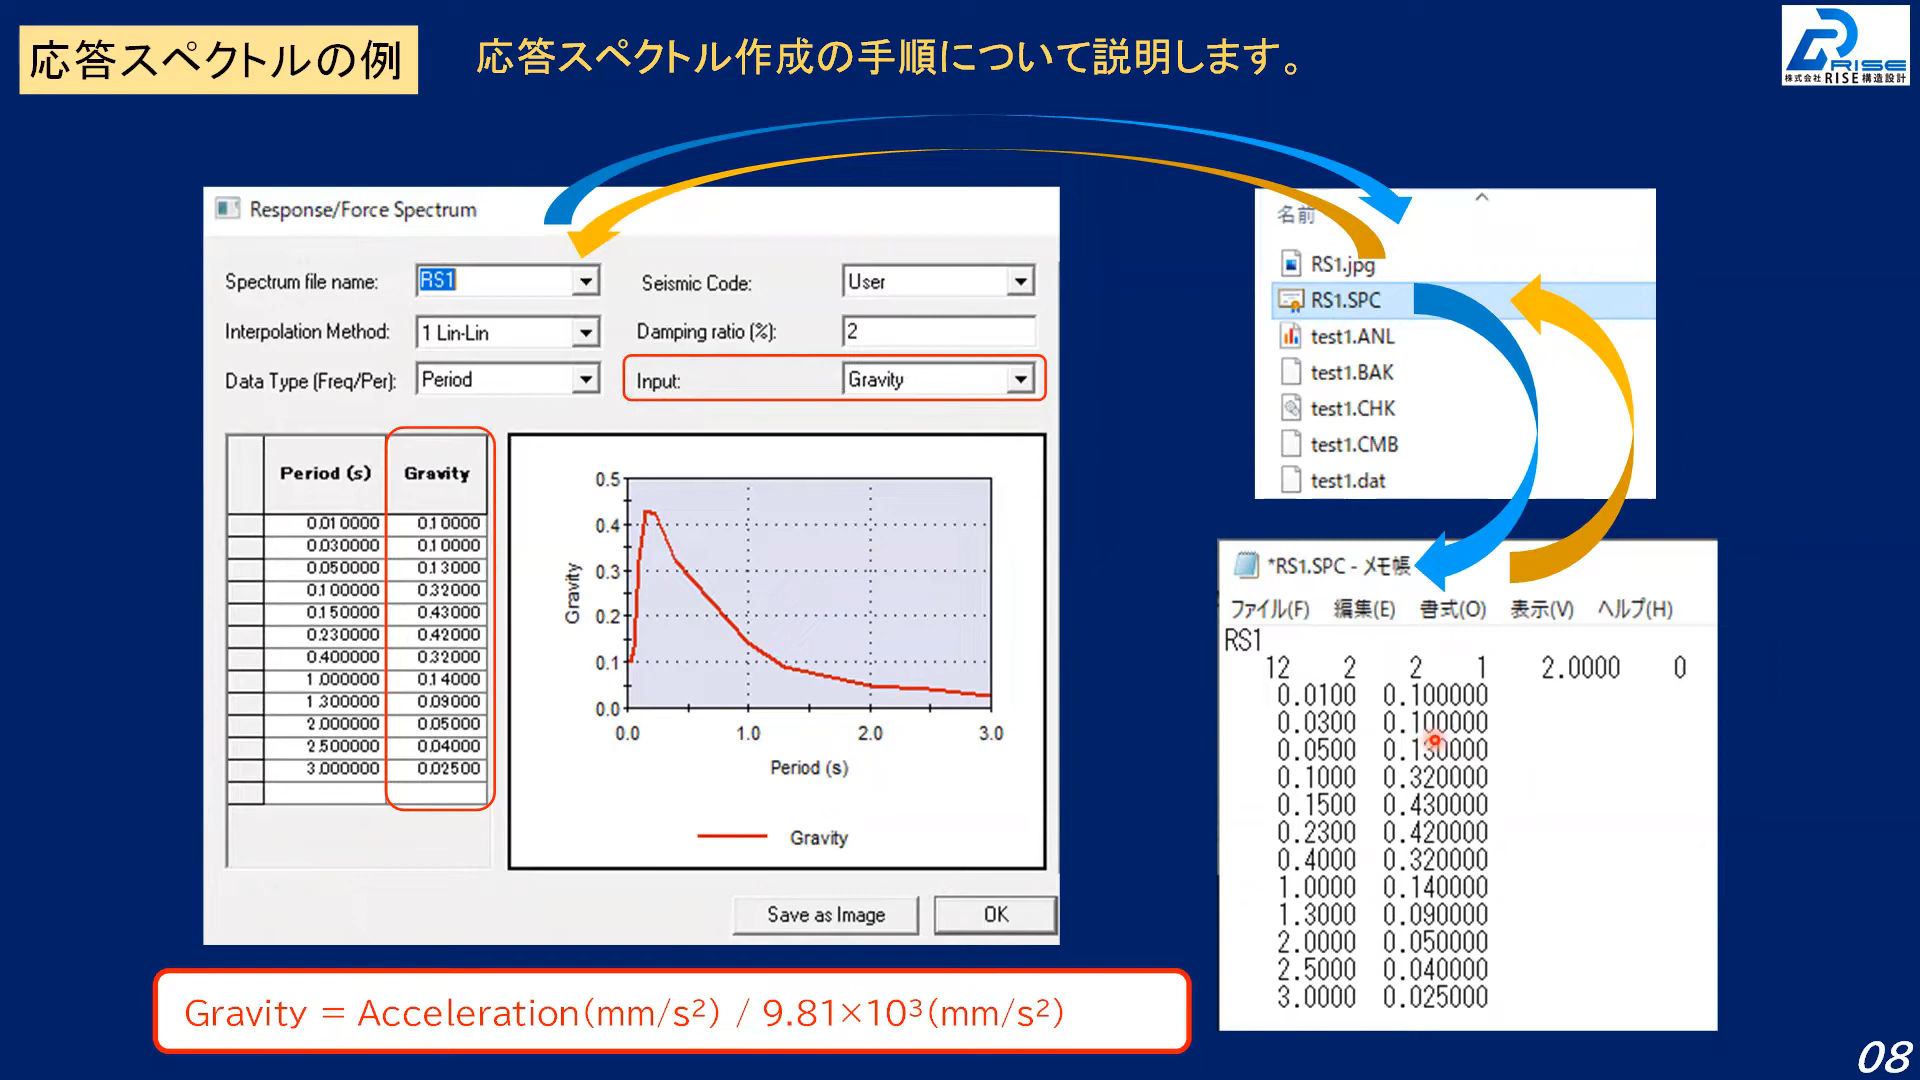 応答スペクトルの例
応答スペクトル作成の手順について説明します。
RISE
株式会社RISE構造設計
Response/Force Spectrum
Spectrum file name: RS1
Seismic Code: User
Interpolation Method: 1 Lin-Lin
Damping ratio (%): 2
Data Type (Freq/Per): Period
Input: Gravity
Period (s) Gravity
0.010000 0.10000
0.030000 0.10000
0.050000 0.13000
0.100000 0.32000
0.150000 0.43000
0.230000 0.42000
0.400000 0.32000
1.000000 0.14000
1.300000 0.09000
2.000000 0.05000
2.500000 0.04000
3.000000 0.02500
0.5
0.4
0.3
0.2
0.1
0.0
Gravity
0.0 1.0 2.0 3.0
Period (s)
Gravity
Save as Image OK
名前
RS1.jpg
RS1.SPC
test1.ANL
test1.BAK
test1.CHK
test1.CMB
test1.dat
*RS1.SPC - メモ帳
ファイル(F) 編集(E) 書式(O) 表示(V) ヘルプ(H)
RS1
12 2 2 1 2.0000 0
0.0100 0.100000
0.0300 0.100000
0.0500 0.130000
0.1000 0.320000
0.1500 0.430000
0.2300 0.420000
0.4000 0.320000
1.0000 0.140000
1.3000 0.090000
2.0000 0.050000
2.5000 0.040000
3.0000 0.025000
Gravity = Acceleration(mm/s²) / 9.81×10³(mm/s²)
08